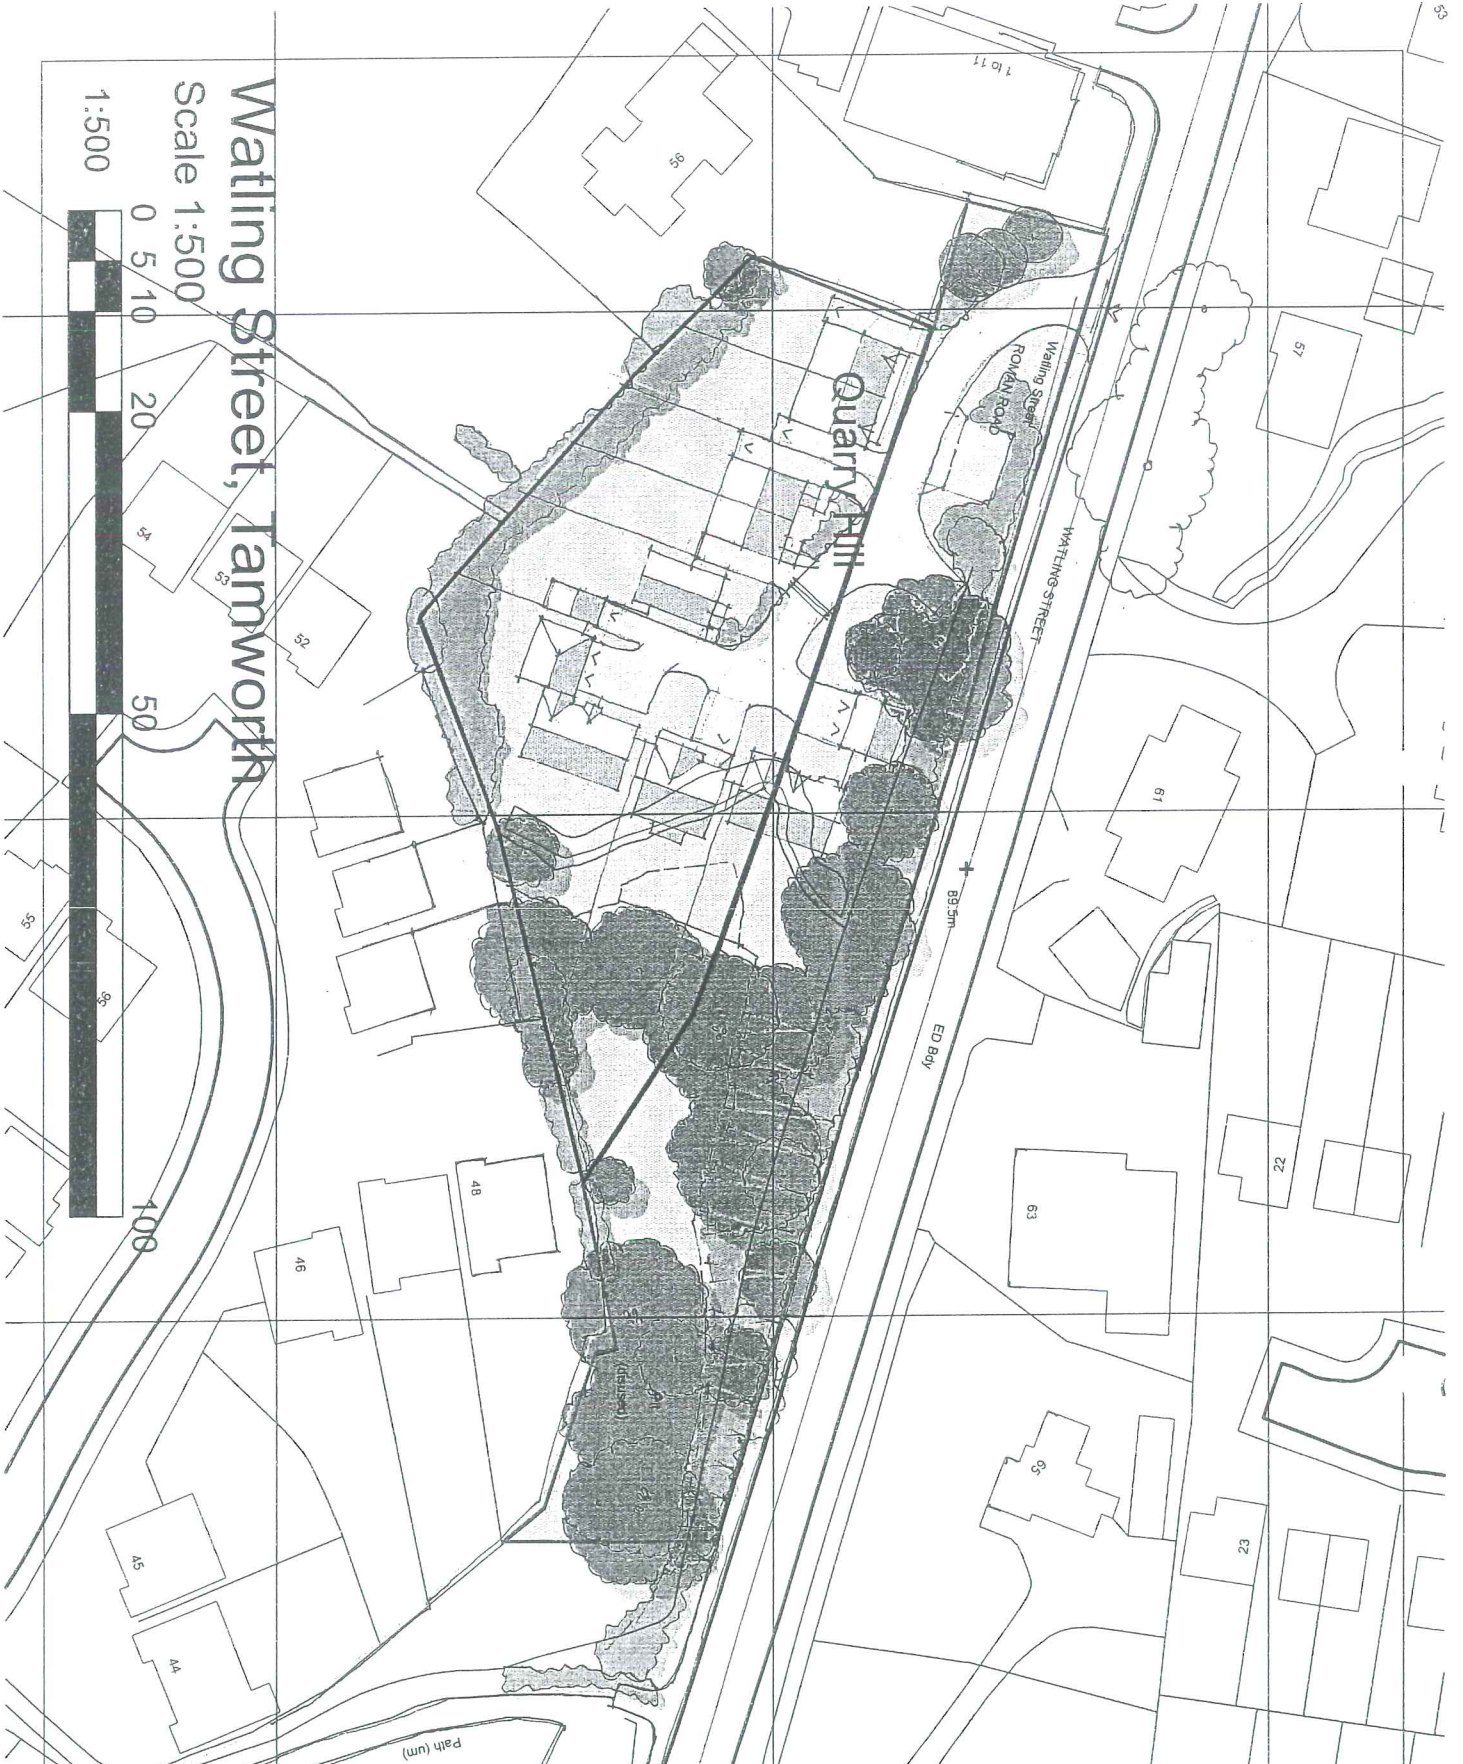 Watling Street, Tamworth
Scale 1:500
1:500
0 5 10 20 50 100
Quarry Hill
Watling Street
ROMAN ROAD
WATLING STREET
89.5m
ED Bdy
(disused)
Path (um)
1 to 11
56
57
61
63
65
22
23
53
54
53
52
55
56
48
46
45
44